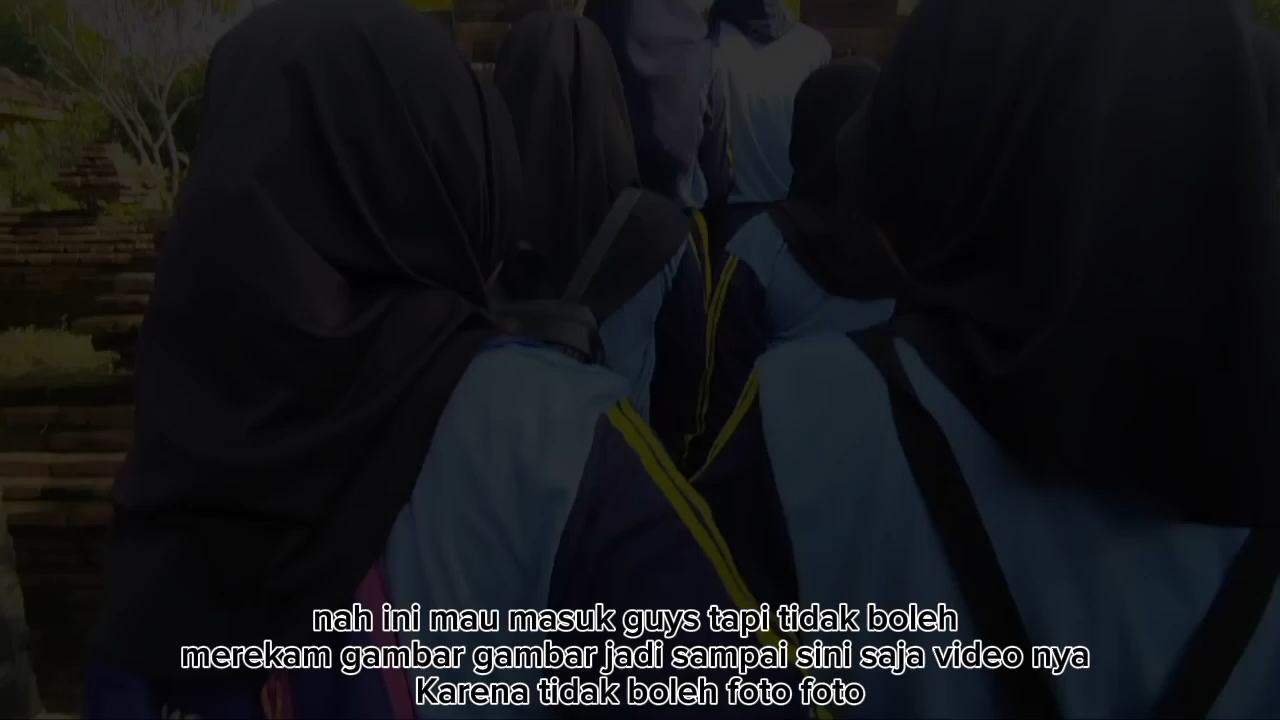 nah ini mau masuk guys tapi tidak boleh
merekam gambar gambar jadi sampai sini saja video nya
Karena tidak boleh foto foto